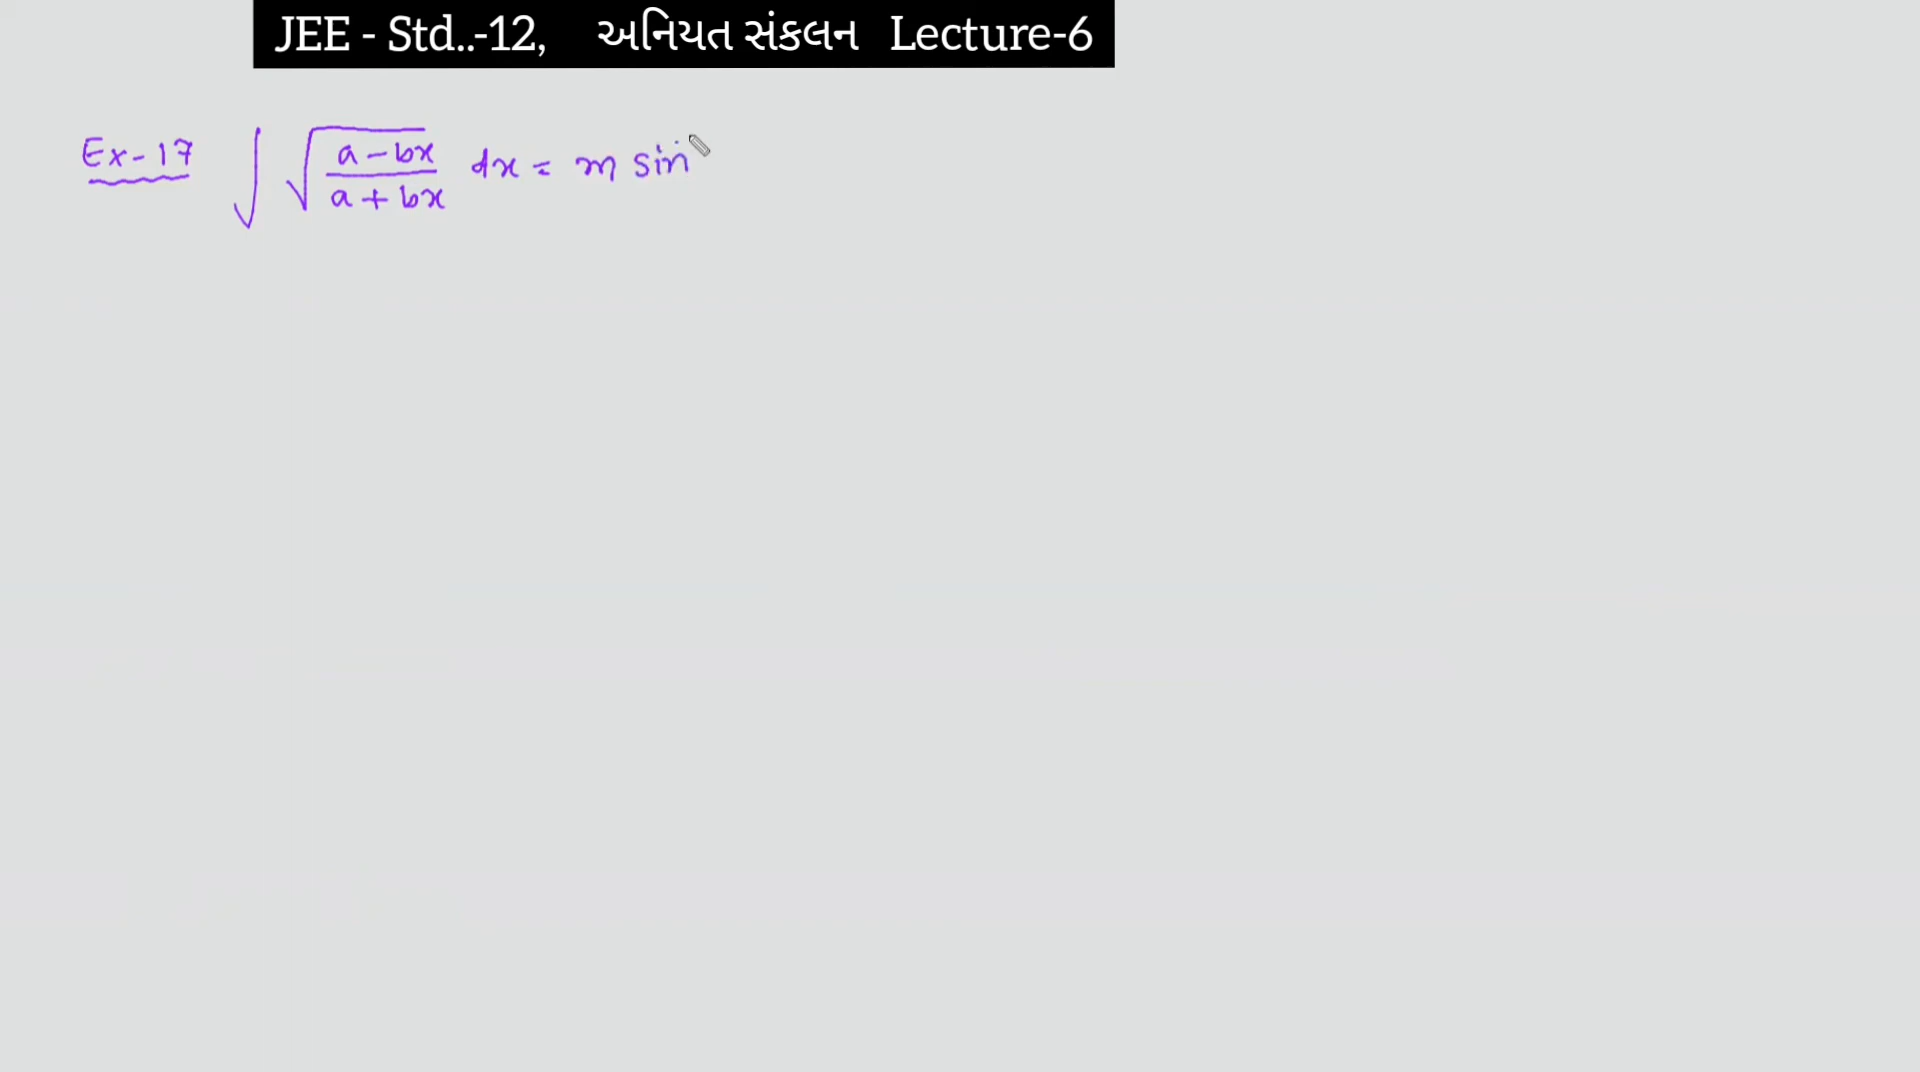 JEE - Std..-12, અનિયત સંકલન Lecture-6
Ex-17 ∫ √((a-bx)/(a+bx)) dx = m sin